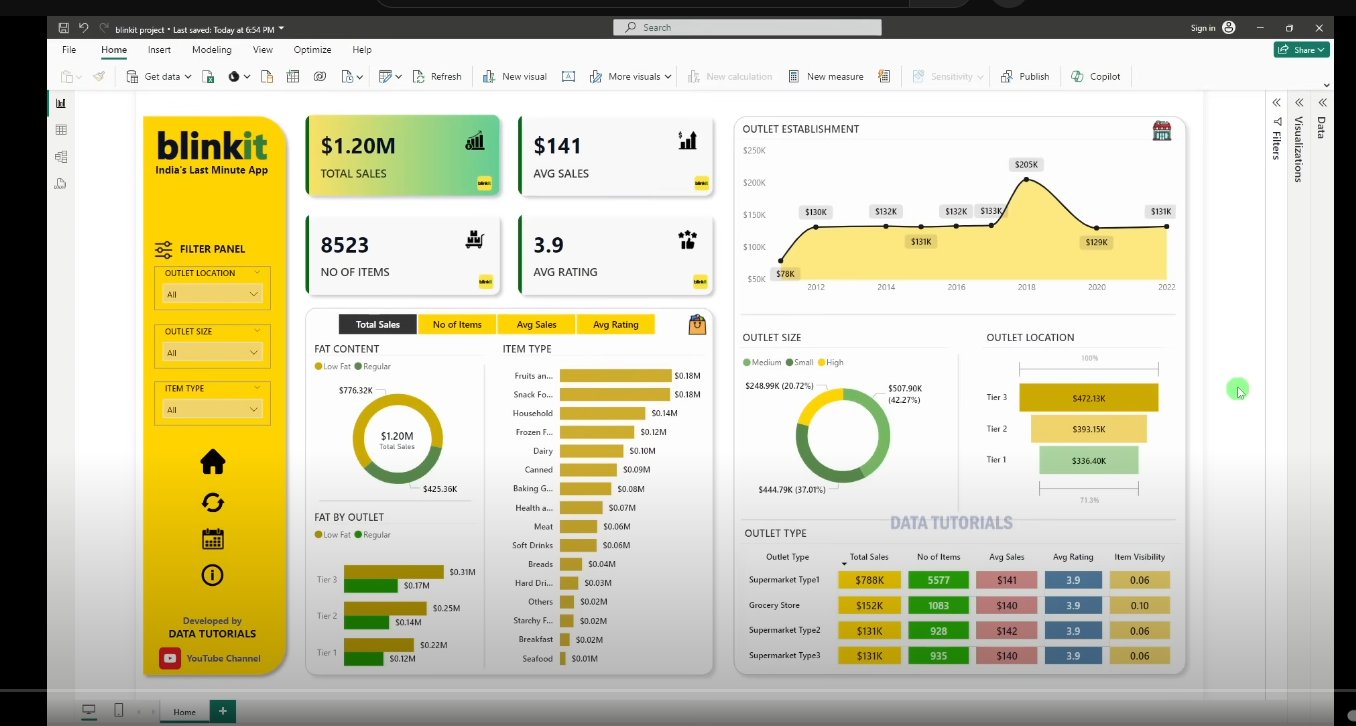 blinkit project • Last saved: Today at 6:54 PM
Search
Sign in
File Home Insert Modeling View Optimize Help
Share
Get data
Refresh
New visual
More visuals
New calculation
New measure
Sensitivity
Publish
Copilot
blinkit
India's Last Minute App
FILTER PANEL
OUTLET LOCATION
All
OUTLET SIZE
All
ITEM TYPE
All
Developed by
DATA TUTORIALS
YouTube Channel
$1.20M
TOTAL SALES
blinkit
$141
AVG SALES
blinkit
8523
NO OF ITEMS
blinkit
3.9
AVG RATING
blinkit
Total Sales No of Items Avg Sales Avg Rating
FAT CONTENT
Low Fat Regular
$776.32K
$1.20M
Total Sales
$425.36K
FAT BY OUTLET
Low Fat Regular
Tier 3 $0.31M
$0.17M
Tier 2 $0.25M
$0.14M
Tier 1 $0.22M
$0.12M
ITEM TYPE
Fruits an... $0.18M
Snack Fo... $0.18M
Household $0.14M
Frozen F... $0.12M
Dairy $0.10M
Canned $0.09M
Baking G... $0.08M
Health a... $0.07M
Meat $0.06M
Soft Drinks $0.06M
Breads $0.04M
Hard Dri... $0.03M
Others $0.02M
Starchy F... $0.02M
Breakfast $0.02M
Seafood $0.01M
OUTLET ESTABLISHMENT
$250K
$200K
$150K
$100K
$50K
$78K
$130K
$132K
$131K
$132K
$133K
$205K
$129K
$131K
2012 2014 2016 2018 2020 2022
OUTLET SIZE
Medium Small High
$248.99K (20.72%)
$507.90K
(42.27%)
$444.79K (37.01%)
OUTLET LOCATION
100%
Tier 3 $472.13K
Tier 2 $393.15K
Tier 1 $336.40K
71.3%
DATA TUTORIALS
OUTLET TYPE
Outlet Type Total Sales No of Items Avg Sales Avg Rating Item Visibility
Supermarket Type1 $788K 5577 $141 3.9 0.06
Grocery Store $152K 1083 $140 3.9 0.10
Supermarket Type2 $131K 928 $142 3.9 0.06
Supermarket Type3 $131K 935 $140 3.9 0.06
Filters
Visualizations
Data
Home